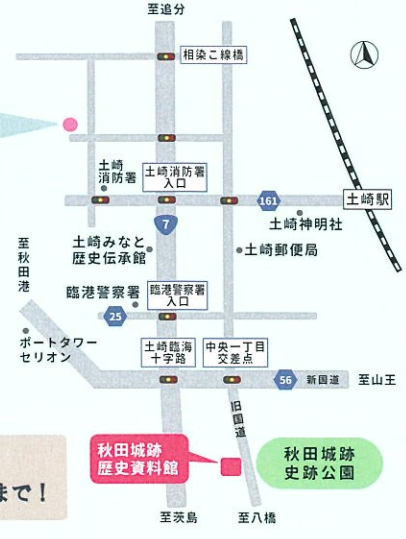 至追分
相染こ線橋
土崎
消防署
土崎消防署
入口
161
土崎駅
7
土崎神明社
土崎みなと
歴史伝承館
土崎郵便局
至秋田港
臨港警察署
臨港警察署
入口
25
ポートタワー
セリオン
土崎臨海
十字路
中央一丁目
交差点
56
新国道
至山王
旧国道
秋田城跡
歴史資料館
秋田城跡
史跡公園
まで！
至茨島
至八橋